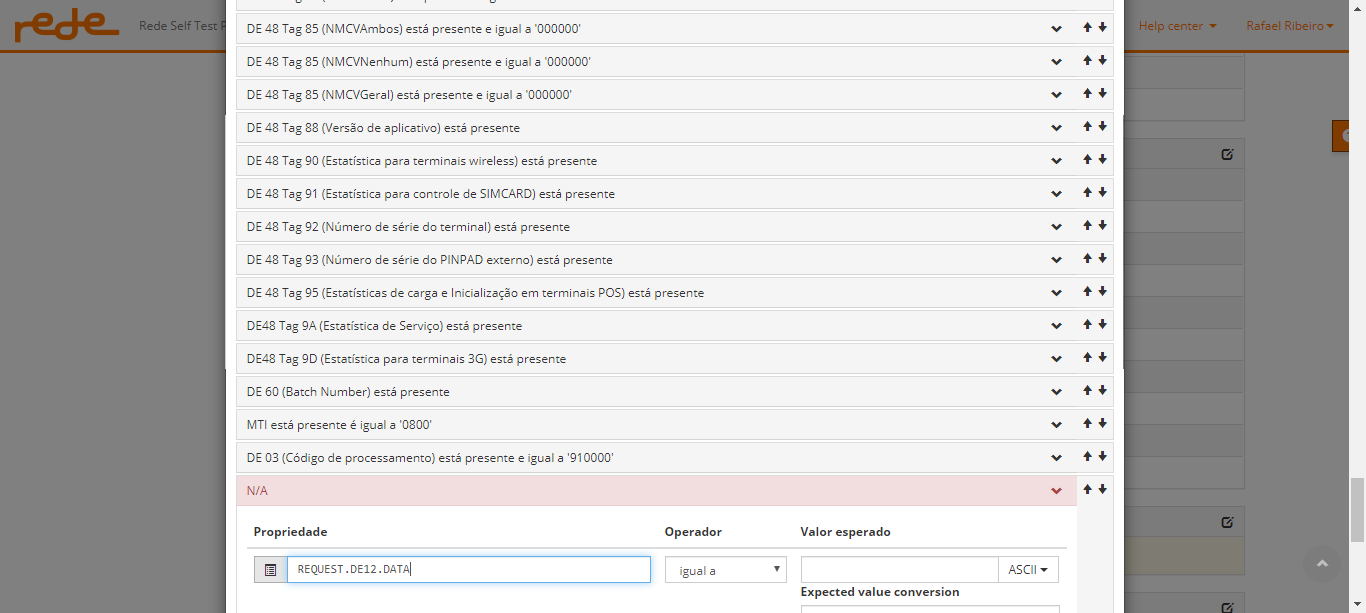 rede
Rede Self Test P
Help center
Rafael Ribeiro
DE 48 Tag 85 (NMCVAmbos) está presente e igual a '000000'
DE 48 Tag 85 (NMCVNenhum) está presente e igual a '000000'
DE 48 Tag 85 (NMCVGeral) está presente e igual a '000000'
DE 48 Tag 88 (Versão de aplicativo) está presente
DE 48 Tag 90 (Estatística para terminais wireless) está presente
DE 48 Tag 91 (Estatística para controle de SIMCARD) está presente
DE 48 Tag 92 (Número de série do terminal) está presente
DE 48 Tag 93 (Número de série do PINPAD externo) está presente
DE 48 Tag 95 (Estatísticas de carga e Inicialização em terminais POS) está presente
DE48 Tag 9A (Estatística de Serviço) está presente
DE48 Tag 9D (Estatística para terminais 3G) está presente
DE 60 (Batch Number) está presente
MTI está presente é igual a '0800'
DE 03 (Código de processamento) está presente e igual a '910000'
N/A
Propriedade Operador Valor esperado
REQUEST.DE12.DATA igual a ASCII
Expected value conversion